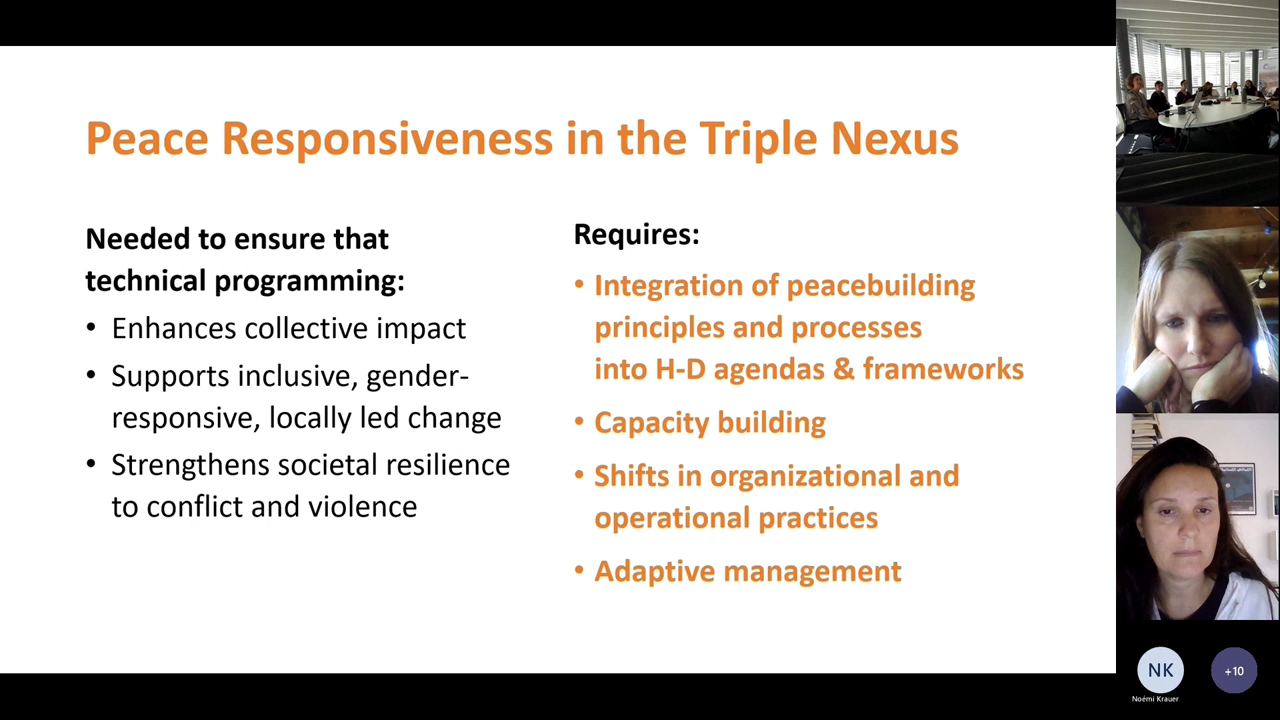 Peace Responsiveness in the Triple Nexus
Needed to ensure that
technical programming:
• Enhances collective impact
• Supports inclusive, gender-
responsive, locally led change
• Strengthens societal resilience
to conflict and violence
Requires:
• Integration of peacebuilding
principles and processes
into H-D agendas & frameworks
• Capacity building
• Shifts in organizational and
operational practices
• Adaptive management
NK
+10
Noémi Krauer